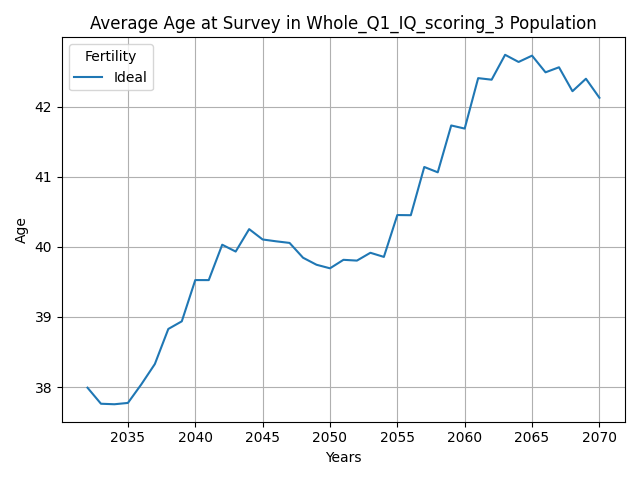 Average Age at Survey in Whole_Q1_IQ_scoring_3 Population
Fertility
Ideal
42
41
40
39
38
Age
2035 2040 2045 2050 2055 2060 2065 2070
Years